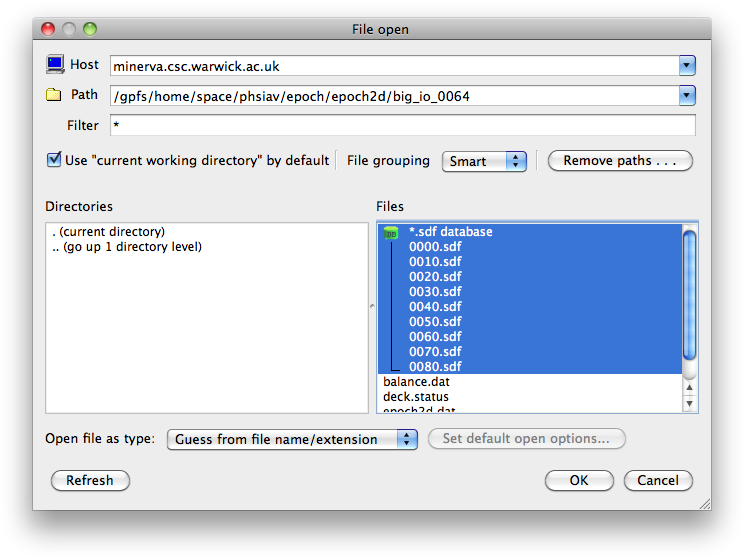 File open
Host minerva.csc.warwick.ac.uk
Path /gpfs/home/space/phsiav/epoch/epoch2d/big_io_0064
Filter *
Use "current working directory" by default File grouping Smart Remove paths . . .
Directories
. (current directory)
.. (go up 1 directory level)
Files
DB *.sdf database
0000.sdf
0010.sdf
0020.sdf
0030.sdf
0040.sdf
0050.sdf
0060.sdf
0070.sdf
0080.sdf
balance.dat
deck.status
epoch2d.dat
Open file as type: Guess from file name/extension Set default open options...
Refresh OK Cancel